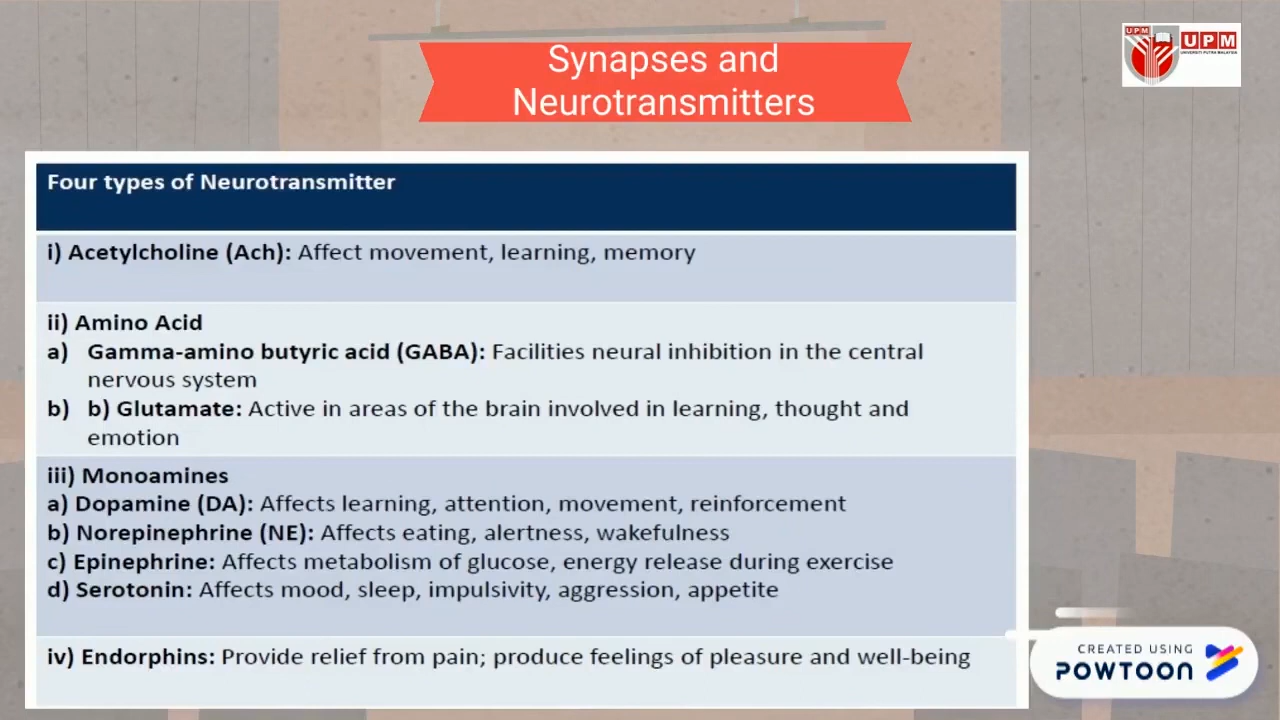 Synapses and
Neurotransmitters
UPM
UPM
UNIVERSITI PUTRA MALAYSIA
Four types of Neurotransmitter
i) Acetylcholine (Ach): Affect movement, learning, memory
ii) Amino Acid
a) Gamma-amino butyric acid (GABA): Facilities neural inhibition in the central
nervous system
b) b) Glutamate: Active in areas of the brain involved in learning, thought and
emotion
iii) Monoamines
a) Dopamine (DA): Affects learning, attention, movement, reinforcement
b) Norepinephrine (NE): Affects eating, alertness, wakefulness
c) Epinephrine: Affects metabolism of glucose, energy release during exercise
d) Serotonin: Affects mood, sleep, impulsivity, aggression, appetite
iv) Endorphins: Provide relief from pain; produce feelings of pleasure and well-being
CREATED USING
POWTOON